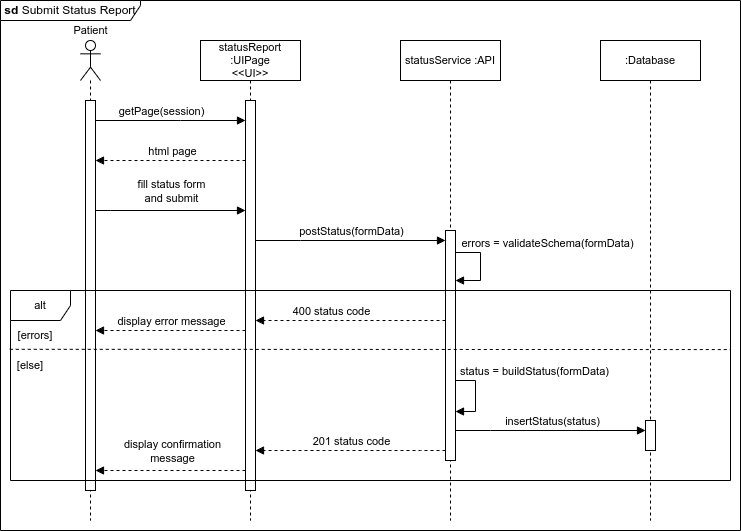 sd Submit Status Report
Patient
statusReport
:UIPage
<<UI>>
statusService :API
:Database
getPage(session)
html page
fill status form
and submit
postStatus(formData)
errors = validateSchema(formData)
alt
400 status code
display error message
[errors]
[else]
status = buildStatus(formData)
insertStatus(status)
201 status code
display confirmation
message